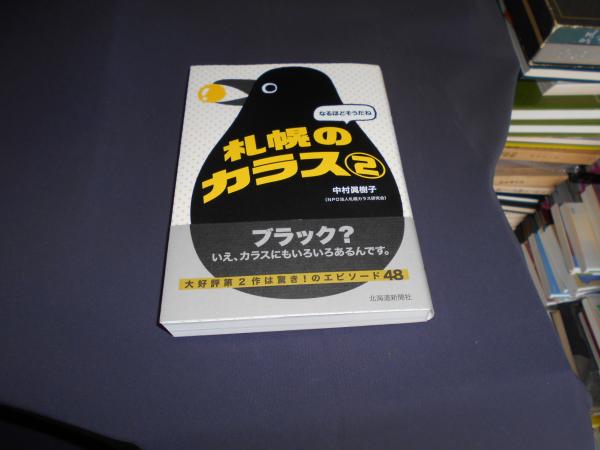 なるほどそうだね
札幌の
カラス②
中村眞樹子
(NPO法人札幌カラス研究会)
ブラック?
いえ、カラスにもいろいろあるんです。
大好評第2作は驚き!のエピソード48
北海道新聞社